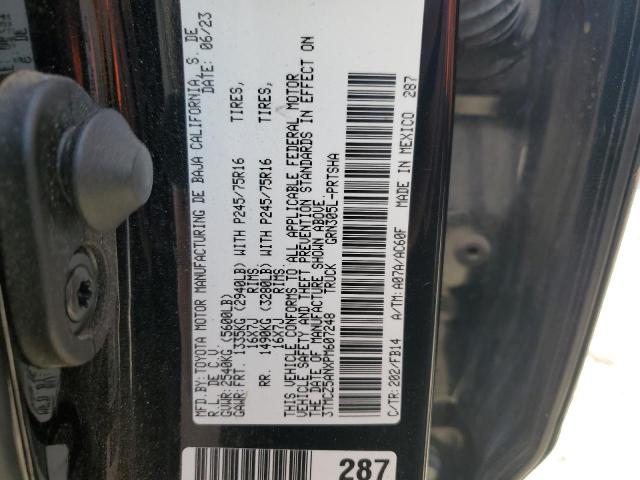 MFD.BY:TOYOTA MOTOR MANUFACTURING DE BAJA CALIFORNIA, S. DE
R.L. DE C.V. DATE: 06/23
GVWR:2540KG (5600LB)
GAWR:FRT. 1335KG (2940LB) WITH P245/75R16 TIRES,
16X7J RIMS.
RR. 1490KG (3280LB) WITH P245/75R16 TIRES,
16X7J RIMS.
THIS VEHICLE CONFORMS TO ALL APPLICABLE FEDERAL MOTOR
VEHICLE SAFETY AND THEFT PREVENTION STANDARDS IN EFFECT ON
THE DATE OF MANUFACTURE SHOWN ABOVE.
3TMCZ5ANXPM607248 TRUCK GRN305L-PRTSHA
C/TR:202/FB14 A/TM:A07A/AC60F MADE IN MEXICO 287
287